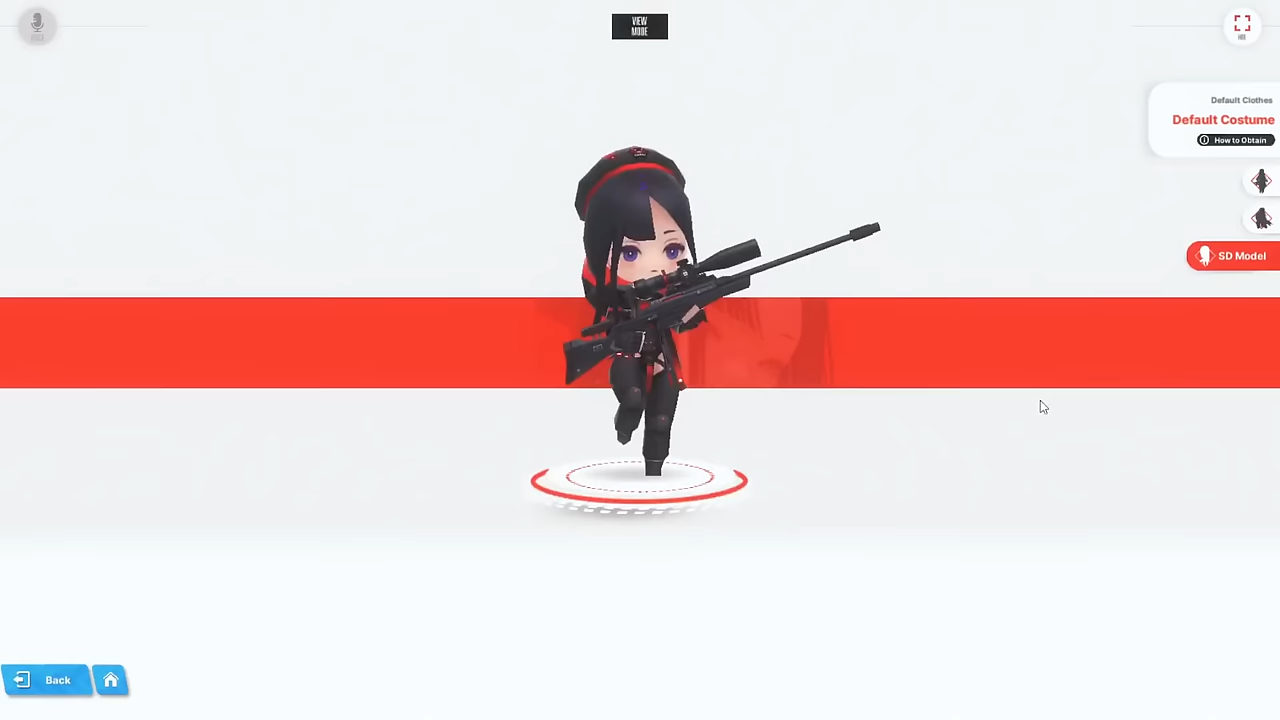 VIEW
MODE
Default Clothes
Default Costume
How to Obtain
SD Model
Back